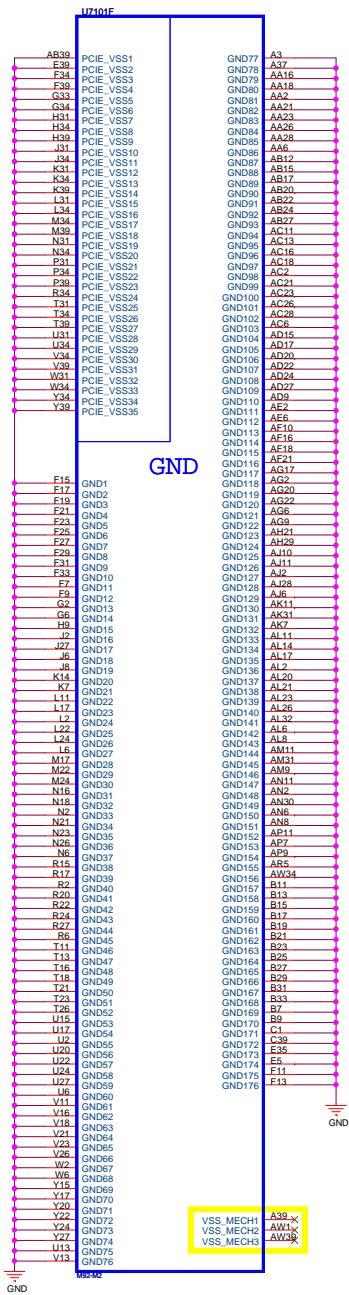 U7101F
AB39 PCIE_VSS1
E39 PCIE_VSS2
F34 PCIE_VSS3
F39 PCIE_VSS4
G33 PCIE_VSS5
G34 PCIE_VSS6
H31 PCIE_VSS7
H34 PCIE_VSS8
H39 PCIE_VSS9
J31 PCIE_VSS10
J34 PCIE_VSS11
K31 PCIE_VSS12
K34 PCIE_VSS13
K39 PCIE_VSS14
L31 PCIE_VSS15
L34 PCIE_VSS16
M34 PCIE_VSS17
M39 PCIE_VSS18
N31 PCIE_VSS19
N34 PCIE_VSS20
P31 PCIE_VSS21
P34 PCIE_VSS22
P39 PCIE_VSS23
R34 PCIE_VSS24
T31 PCIE_VSS25
T34 PCIE_VSS26
T39 PCIE_VSS27
U31 PCIE_VSS28
U34 PCIE_VSS29
V34 PCIE_VSS30
V39 PCIE_VSS31
W31 PCIE_VSS32
W34 PCIE_VSS33
Y34 PCIE_VSS34
Y39 PCIE_VSS35
GND
F15 GND1
F17 GND2
F19 GND3
F21 GND4
F23 GND5
F25 GND6
F27 GND7
F29 GND8
F31 GND9
F33 GND10
F7 GND11
F9 GND12
G2 GND13
G6 GND14
H9 GND15
J2 GND16
J27 GND17
J6 GND18
J8 GND19
K14 GND20
K7 GND21
L11 GND22
L17 GND23
L2 GND24
L22 GND25
L24 GND26
L6 GND27
M17 GND28
M22 GND29
M24 GND30
N16 GND31
N18 GND32
N2 GND33
N21 GND34
N23 GND35
N26 GND36
N6 GND37
R15 GND38
R17 GND39
R2 GND40
R20 GND41
R22 GND42
R24 GND43
R27 GND44
R6 GND45
T11 GND46
T13 GND47
T16 GND48
T18 GND49
T21 GND50
T23 GND51
T26 GND52
U15 GND53
U17 GND54
U2 GND55
U20 GND56
U22 GND57
U24 GND58
U27 GND59
U6 GND60
V11 GND61
V16 GND62
V18 GND63
V21 GND64
V23 GND65
V26 GND66
W2 GND67
W6 GND68
Y15 GND69
Y17 GND70
Y20 GND71
Y22 GND72
Y24 GND73
Y27 GND74
U13 GND75
V13 GND76
GND
M92-M2
GND77 A3
GND78 A37
GND79 AA16
GND80 AA18
GND81 AA2
GND82 AA21
GND83 AA23
GND84 AA26
GND85 AA28
GND86 AA6
GND87 AB12
GND88 AB15
GND89 AB17
GND90 AB20
GND91 AB22
GND92 AB24
GND93 AB27
GND94 AC11
GND95 AC13
GND96 AC16
GND97 AC18
GND98 AC2
GND99 AC21
GND100 AC23
GND101 AC26
GND102 AC28
GND103 AC6
GND104 AD15
GND105 AD17
GND106 AD20
GND107 AD22
GND108 AD24
GND109 AD27
GND110 AD9
GND111 AE2
GND112 AE6
GND113 AF10
GND114 AF16
GND115 AF18
GND116 AF21
GND117 AG17
GND118 AG2
GND119 AG20
GND120 AG22
GND121 AG6
GND122 AG9
GND123 AH21
GND124 AH29
GND125 AJ10
GND126 AJ11
GND127 AJ2
GND128 AJ28
GND129 AJ6
GND130 AK11
GND131 AK31
GND132 AK7
GND133 AL11
GND134 AL14
GND135 AL17
GND136 AL2
GND137 AL20
GND138 AL21
GND139 AL23
GND140 AL26
GND141 AL32
GND142 AL6
GND143 AL8
GND144 AM11
GND145 AM31
GND146 AM9
GND147 AN11
GND148 AN2
GND149 AN30
GND150 AN6
GND151 AN8
GND152 AP11
GND153 AP7
GND154 AP9
GND155 AR5
GND156 AW34
GND157 B11
GND158 B13
GND159 B15
GND160 B17
GND161 B19
GND162 B21
GND163 B23
GND164 B25
GND165 B27
GND166 B29
GND167 B31
GND168 B33
GND169 B7
GND170 B9
GND171 C1
GND172 C39
GND173 E35
GND174 E5
GND175 F11
GND176 F13
GND
VSS_MECH1 A39
VSS_MECH2 AW1
VSS_MECH3 AW39